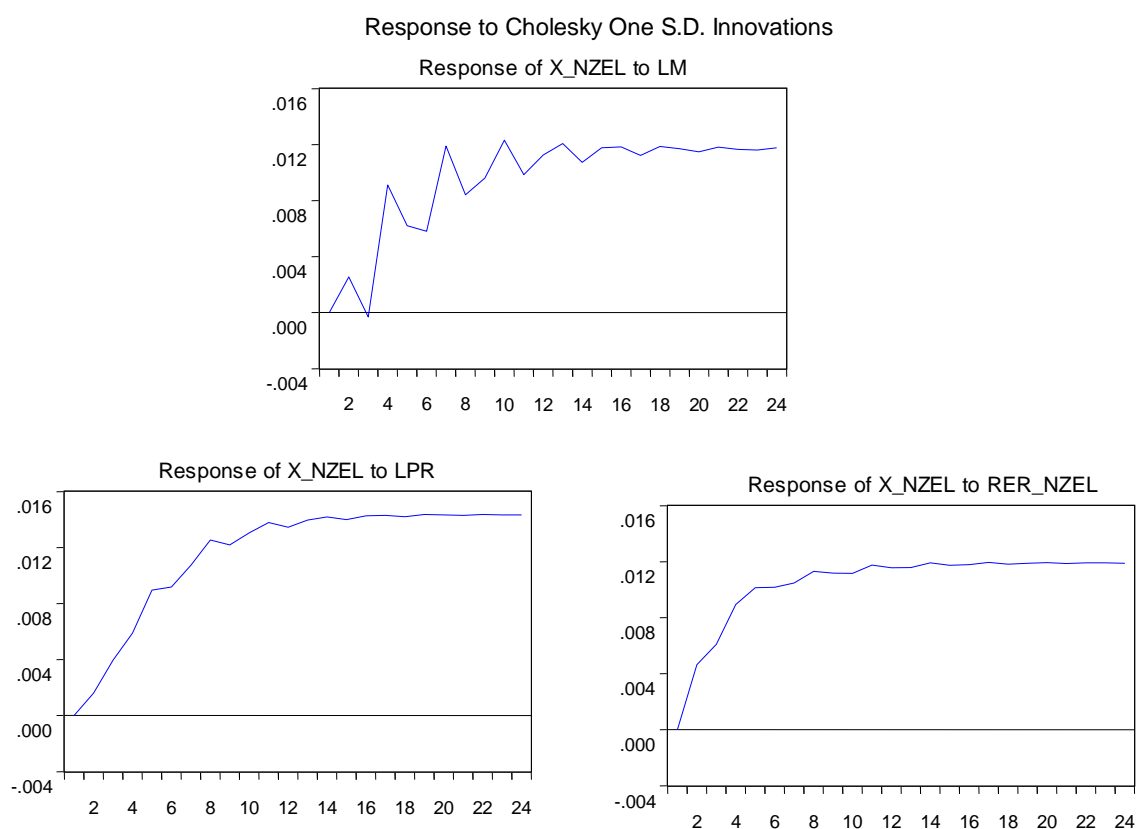 Response to Cholesky One S.D. Innovations
Response of X_NZEL to LM
.016
.012
.008
.004
.000
-.004
2 4 6 8 10 12 14 16 18 20 22 24
Response of X_NZEL to LPR
.016
.012
.008
.004
.000
-.004
2 4 6 8 10 12 14 16 18 20 22 24
Response of X_NZEL to RER_NZEL
.016
.012
.008
.004
.000
-.004
2 4 6 8 10 12 14 16 18 20 22 24